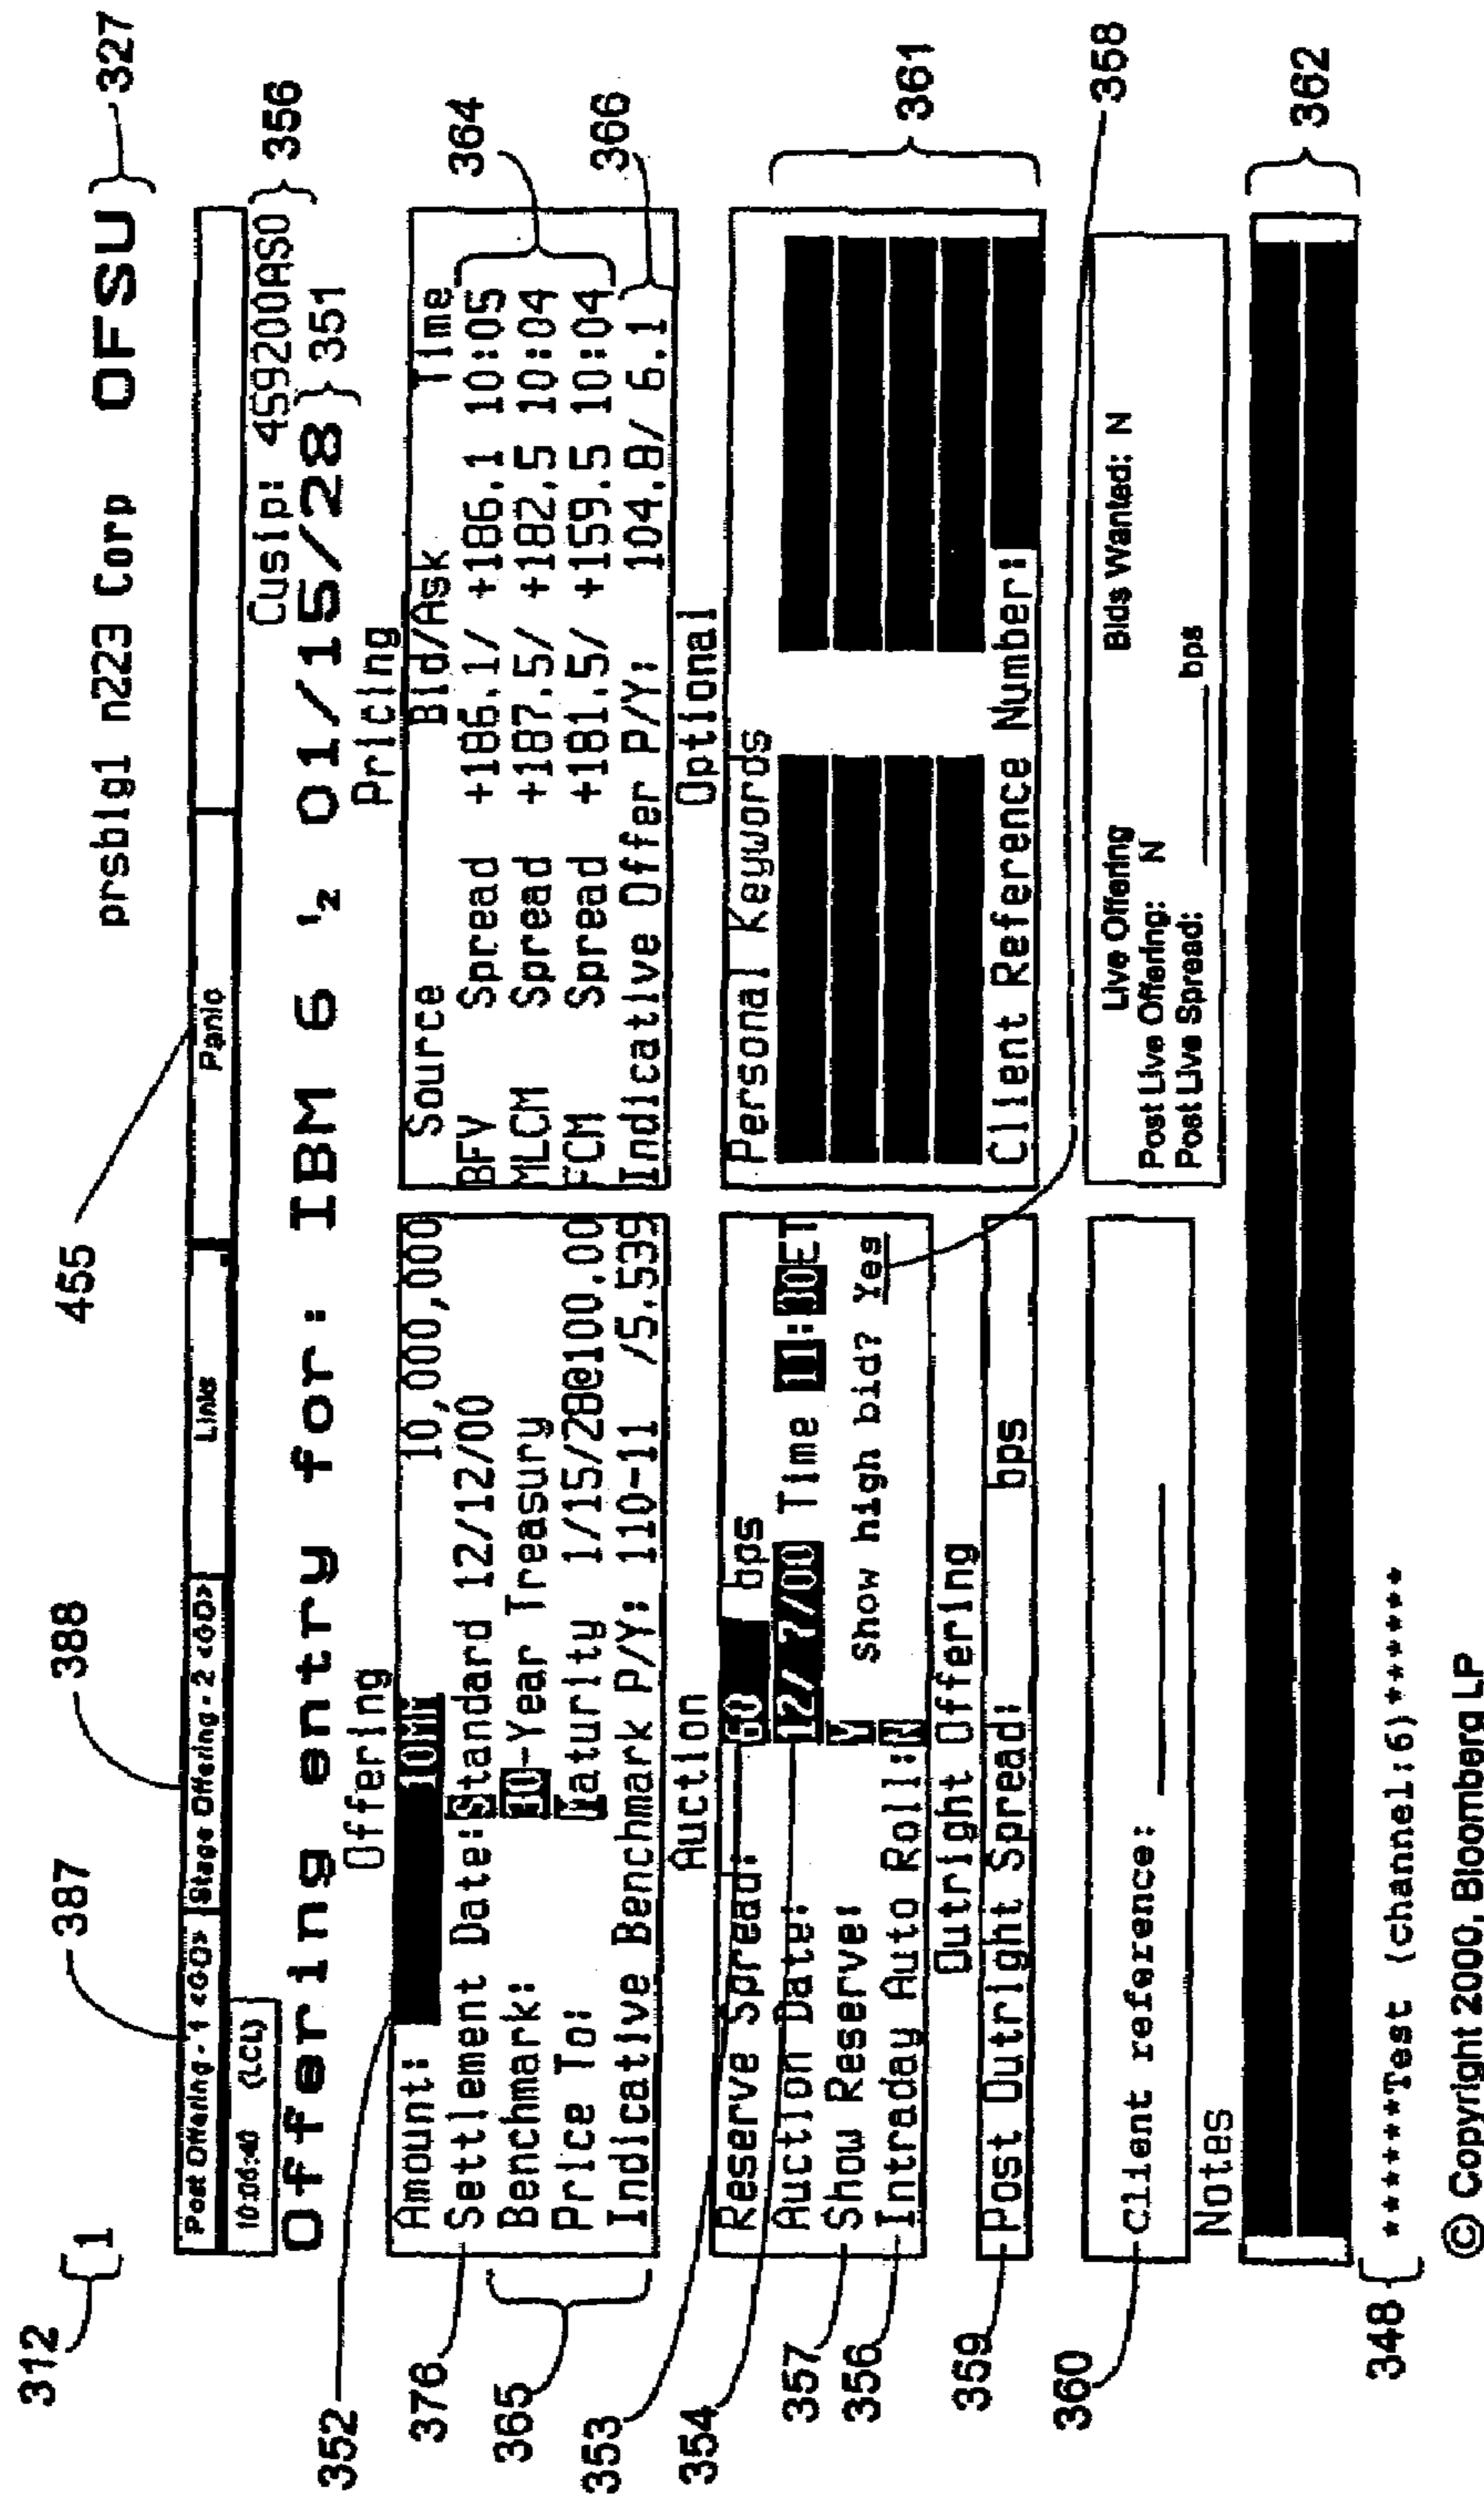 312 { 1 387 388 455 prsblg1 n223 Corp OFSU } 327
Post Offering - 1 <GO> Stage Offering - 2 <GO> Links Panic
10:06:40 (LCL) Cusip: 459200AS0 } 356
Offering entry for: IBM 6 1/2 01/15/28 } 351
Offering
352 Amount: 10MM 10,000,000
376 Settlement Date: Standard 12/12/00
365 Benchmark: 30-Year Treasury
Price To: Maturity 1/15/28@100.00
Indicative Benchmark P/Y: 110-11 /5.539
Pricing
Source Bid/Ask Time
BFV Spread +186.1/ +186.1 10:05 364
MLCM Spread +187.5/ +182.5 10:04
FCM Spread +181.5/ +159.5 10:04
Indicative Offer P/Y: 104.8/ 6.1 366
Auction
353 Reserve Spread: bps
354 Auction Date: 12/ 7/00 Time 11:00ET
357 Show Reserve: Y Show high bid? Yes 358
356 Intraday Auto Roll:N
Outright Offering
359 Post Outright Spread: bps
Optional
Personal Keywords 361
Client Reference Number:
360 Client reference:
Live Offering
Post Live Offering: N Bids Wanted: N
Post Live Spread: bps
Notes
362
348 *****Test (channel:6)*****
© Copyright 2000, Bloomberg LP